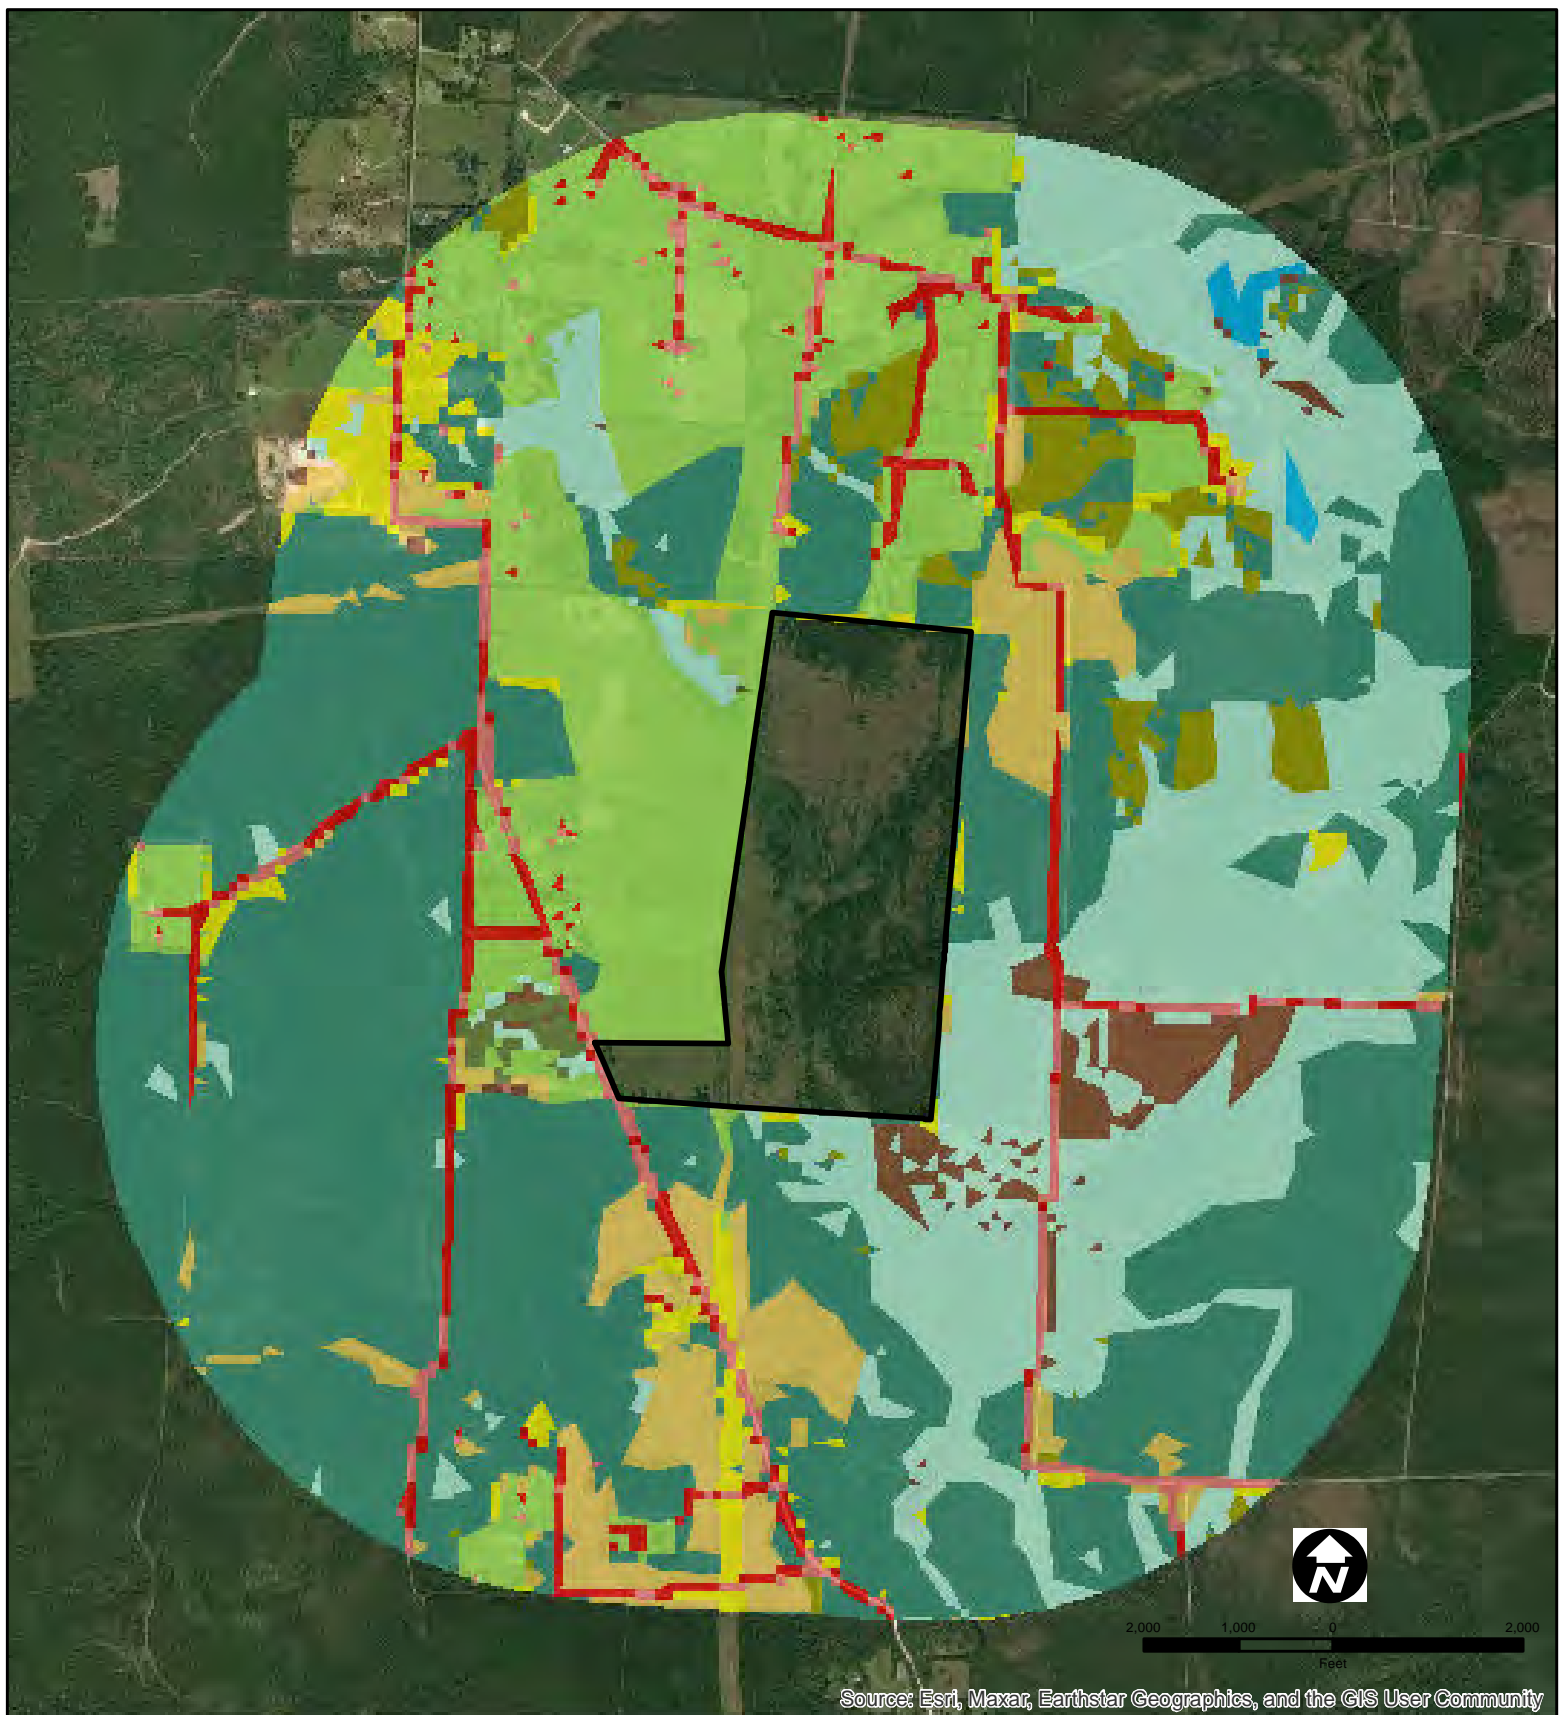 N
2,000 1,000 0 2,000
Feet
Source: Esri, Maxar, Earthstar Geographics, and the GIS User Community